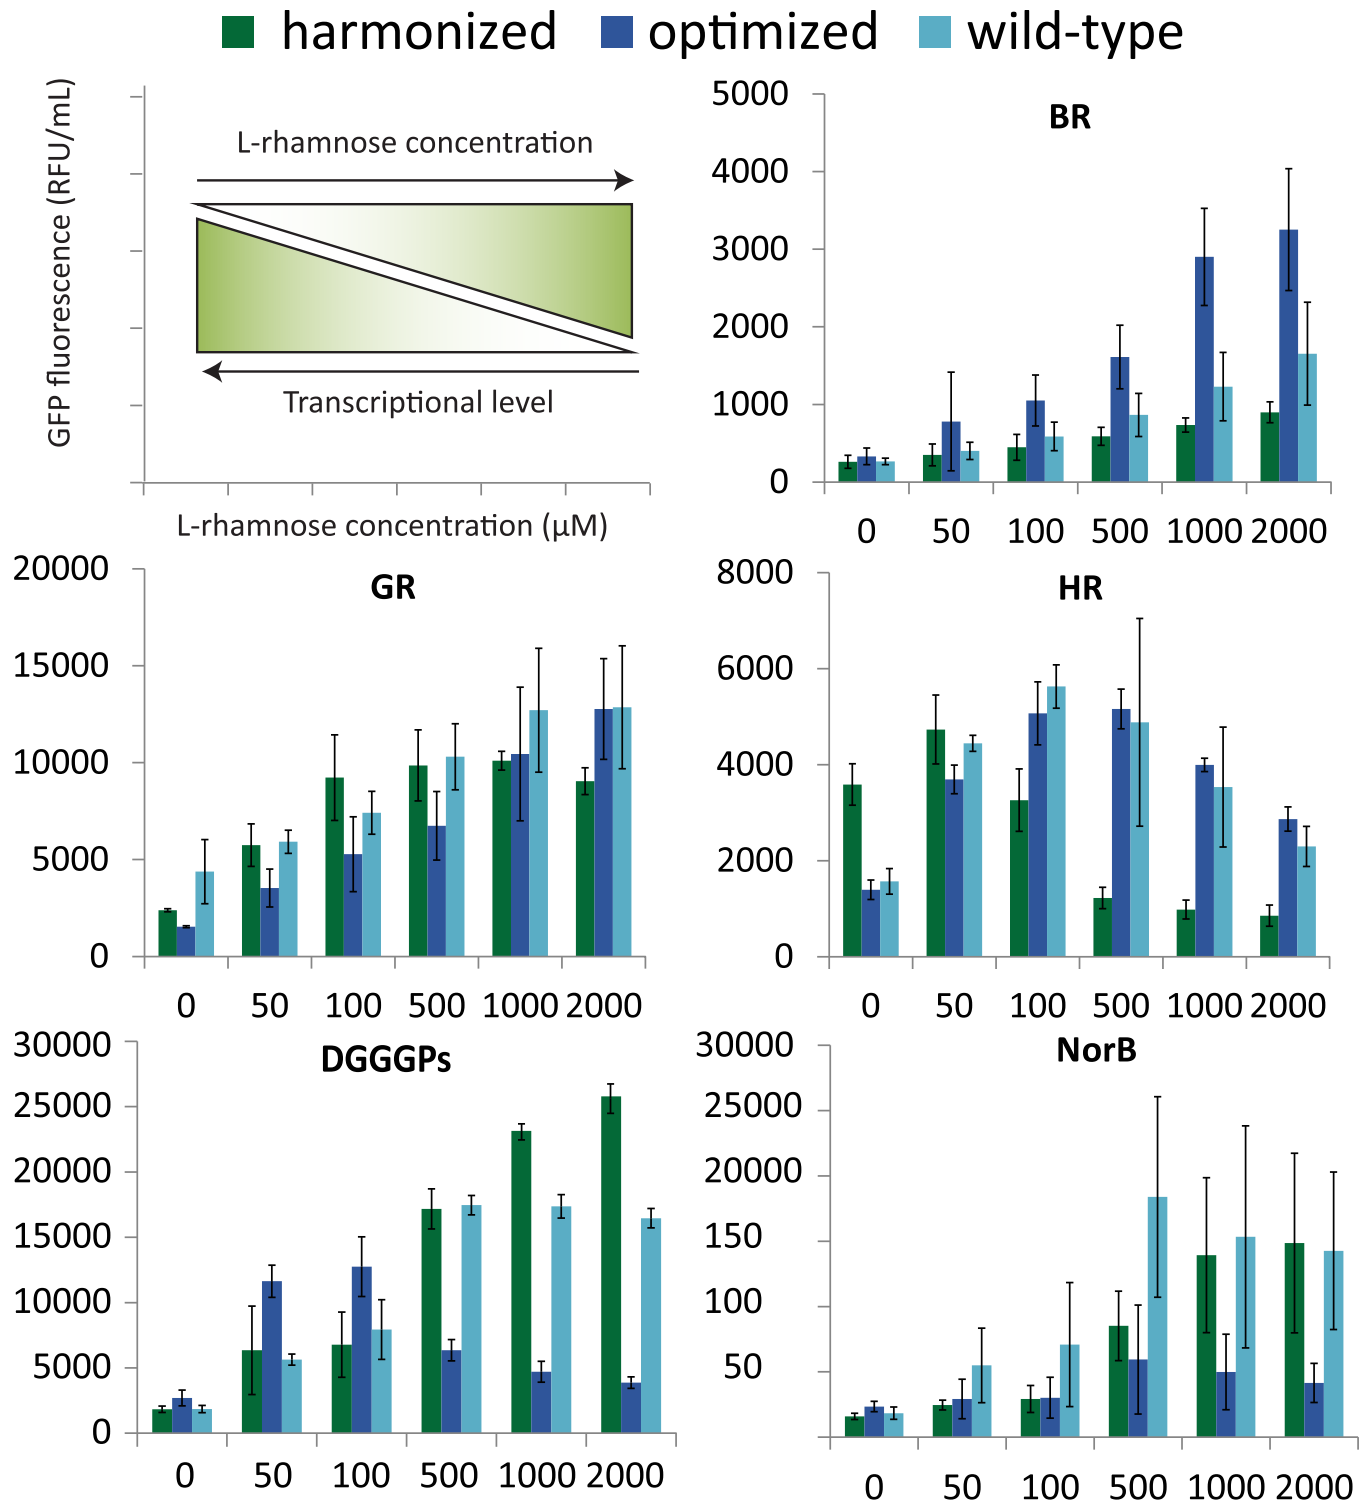 harmonized optimized wild-type
GFP fluorescence (RFU/mL)
L-rhamnose concentration
Transcriptional level
L-rhamnose concentration (µM)
BR
5000
4000
3000
2000
1000
0
0 50 100 500 1000 2000
GR
20000
15000
10000
5000
0
0 50 100 500 1000 2000
HR
8000
6000
4000
2000
0
0 50 100 500 1000 2000
DGGGPs
30000
25000
20000
15000
10000
5000
0
0 50 100 500 1000 2000
NorB
30000
25000
20000
150
100
50
0 50 100 500 1000 2000